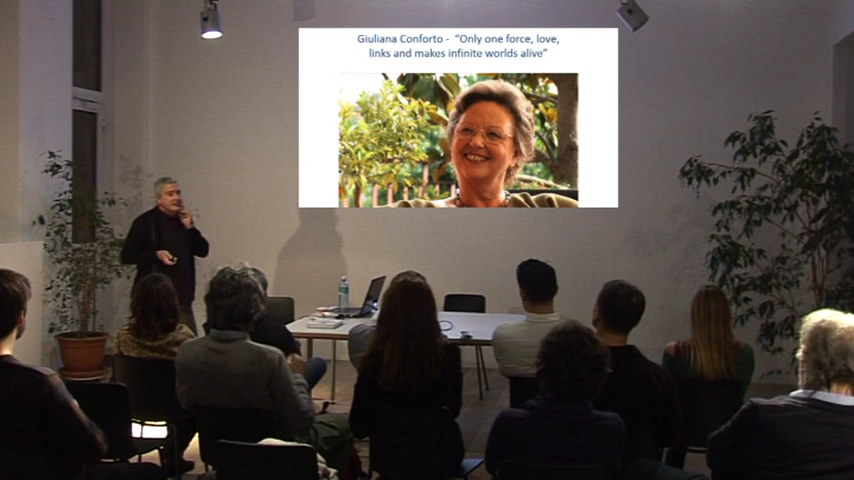 Giuliana Conforto - “Only one force, love,
links and makes infinite worlds alive”